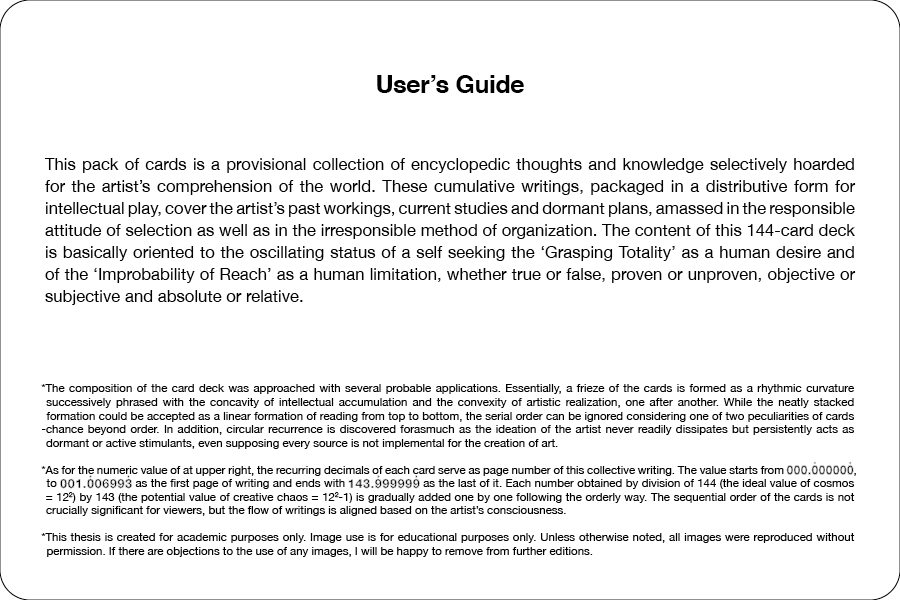 User’s Guide
This pack of cards is a provisional collection of encyclopedic thoughts and knowledge selectively hoarded
for the artist’s comprehension of the world. These cumulative writings, packaged in a distributive form for
intellectual play, cover the artist’s past workings, current studies and dormant plans, amassed in the responsible
attitude of selection as well as in the irresponsible method of organization. The content of this 144-card deck
is basically oriented to the oscillating status of a self seeking the ‘Grasping Totality’ as a human desire and
of the ‘Improbability of Reach’ as a human limitation, whether true or false, proven or unproven, objective or
subjective and absolute or relative.
*The composition of the card deck was approached with several probable applications. Essentially, a frieze of the cards is formed as a rhythmic curvature
successively phrased with the concavity of intellectual accumulation and the convexity of artistic realization, one after another. While the neatly stacked
formation could be accepted as a linear formation of reading from top to bottom, the serial order can be ignored considering one of two peculiarities of cards
-chance beyond order. In addition, circular recurrence is discovered forasmuch as the ideation of the artist never readily dissipates but persistently acts as
dormant or active stimulants, even supposing every source is not implemental for the creation of art.
*As for the numeric value of at upper right, the recurring decimals of each card serve as page number of this collective writing. The value starts from 000.0̇00000̇,
to 001.0̇06993̇ as the first page of writing and ends with 143.9̇99999̇ as the last of it. Each number obtained by division of 144 (the ideal value of cosmos
= 12²) by 143 (the potential value of creative chaos = 12²-1) is gradually added one by one following the orderly way. The sequential order of the cards is not
crucially significant for viewers, but the flow of writings is aligned based on the artist’s consciousness.
*This thesis is created for academic purposes only. Image use is for educational purposes only. Unless otherwise noted, all images were reproduced without
permission. If there are objections to the use of any images, I will be happy to remove from further editions.